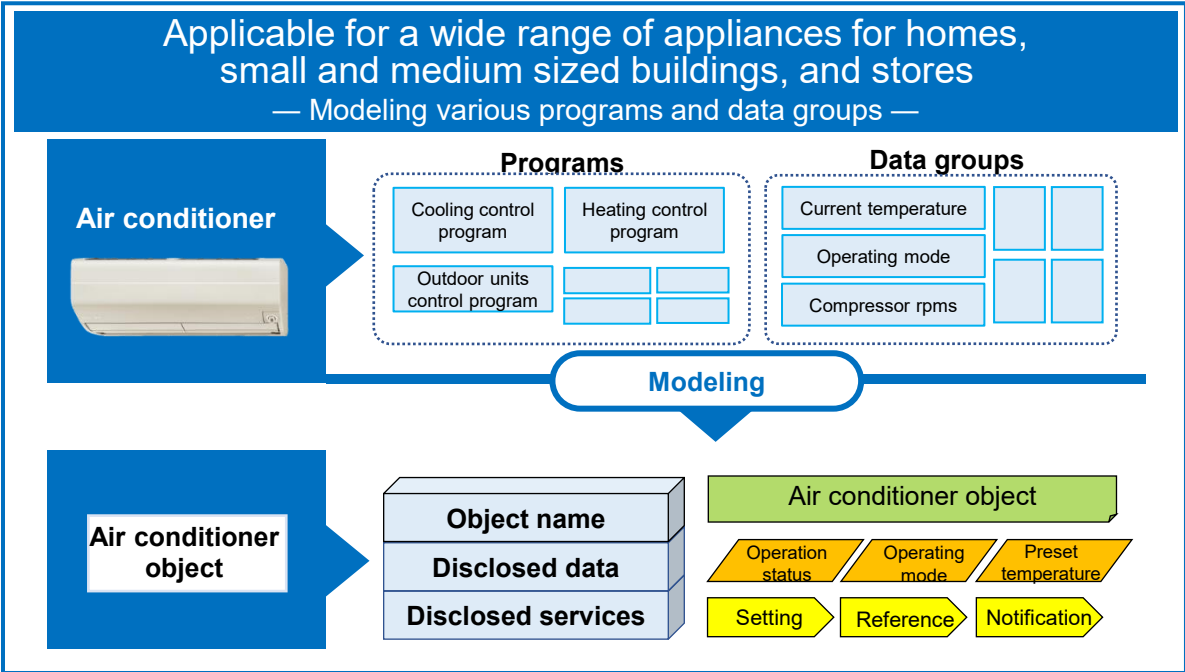 Applicable for a wide range of appliances for homes,
small and medium sized buildings, and stores
— Modeling various programs and data groups —
Air conditioner
Programs
Cooling control
program
Heating control
program
Outdoor units
control program
Data groups
Current temperature
Operating mode
Compressor rpms
Modeling
Air conditioner
object
Object name
Disclosed data
Disclosed services
Air conditioner object
Operation
status
Operating
mode
Preset
temperature
Setting
Reference
Notification